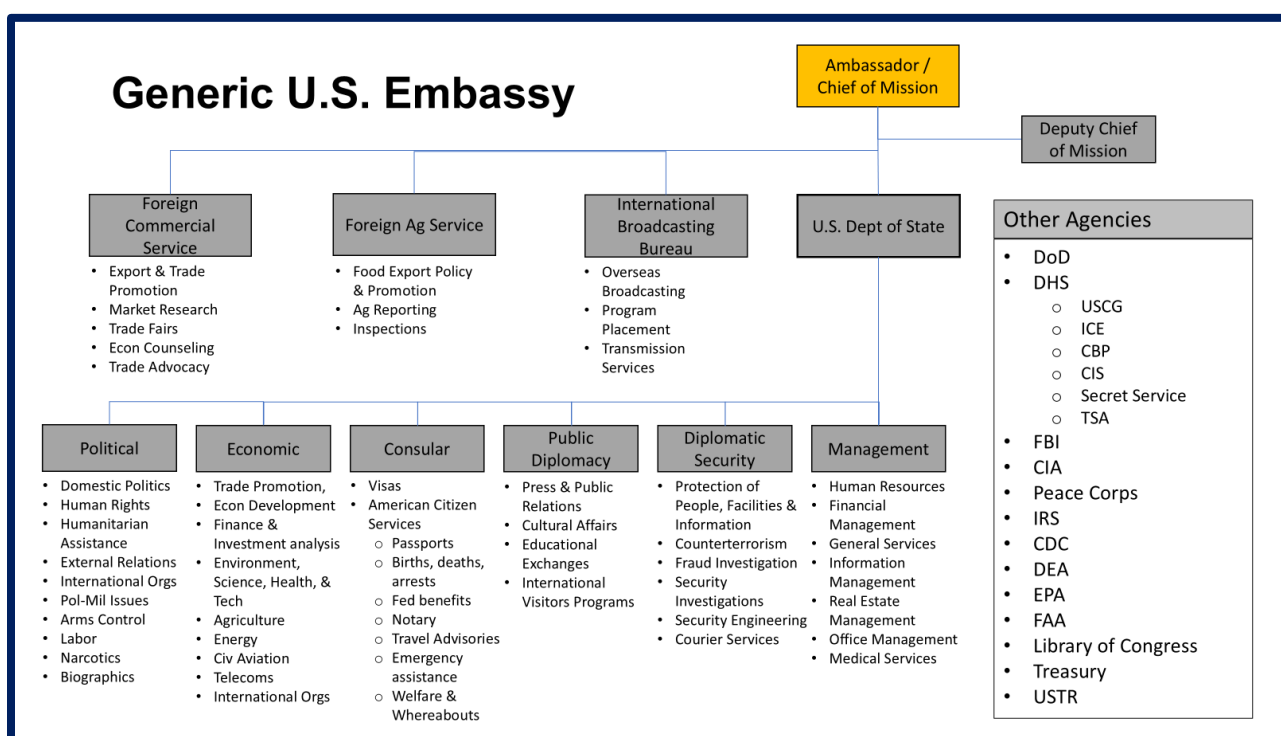 Generic U.S. Embassy
Ambassador /
Chief of Mission
Deputy Chief
of Mission
Foreign
Commercial
Service
• Export & Trade
Promotion
• Market Research
• Trade Fairs
• Econ Counseling
• Trade Advocacy
Foreign Ag Service
• Food Export Policy
& Promotion
• Ag Reporting
• Inspections
International
Broadcasting
Bureau
• Overseas
Broadcasting
• Program
Placement
• Transmission
Services
U.S. Dept of State
Political
• Domestic Politics
• Human Rights
• Humanitarian
Assistance
• External Relations
• International Orgs
• Pol-Mil Issues
• Arms Control
• Labor
• Narcotics
• Biographics
Economic
• Trade Promotion,
• Econ Development
• Finance &
Investment analysis
• Environment,
Science, Health, &
Tech
• Agriculture
• Energy
• Civ Aviation
• Telecoms
• International Orgs
Consular
• Visas
• American Citizen
Services
o Passports
o Births, deaths,
arrests
o Fed benefits
o Notary
o Travel Advisories
o Emergency
assistance
o Welfare &
Whereabouts
Public
Diplomacy
• Press & Public
Relations
• Cultural Affairs
• Educational
Exchanges
• International
Visitors Programs
Diplomatic
Security
• Protection of
People, Facilities &
Information
• Counterterrorism
• Fraud Investigation
• Security
Investigations
• Security Engineering
• Courier Services
Management
• Human Resources
• Financial
Management
• General Services
• Information
Management
• Real Estate
Management
• Office Management
• Medical Services
Other Agencies
• DoD
• DHS
o USCG
o ICE
o CBP
o CIS
o Secret Service
o TSA
• FBI
• CIA
• Peace Corps
• IRS
• CDC
• DEA
• EPA
• FAA
• Library of Congress
• Treasury
• USTR